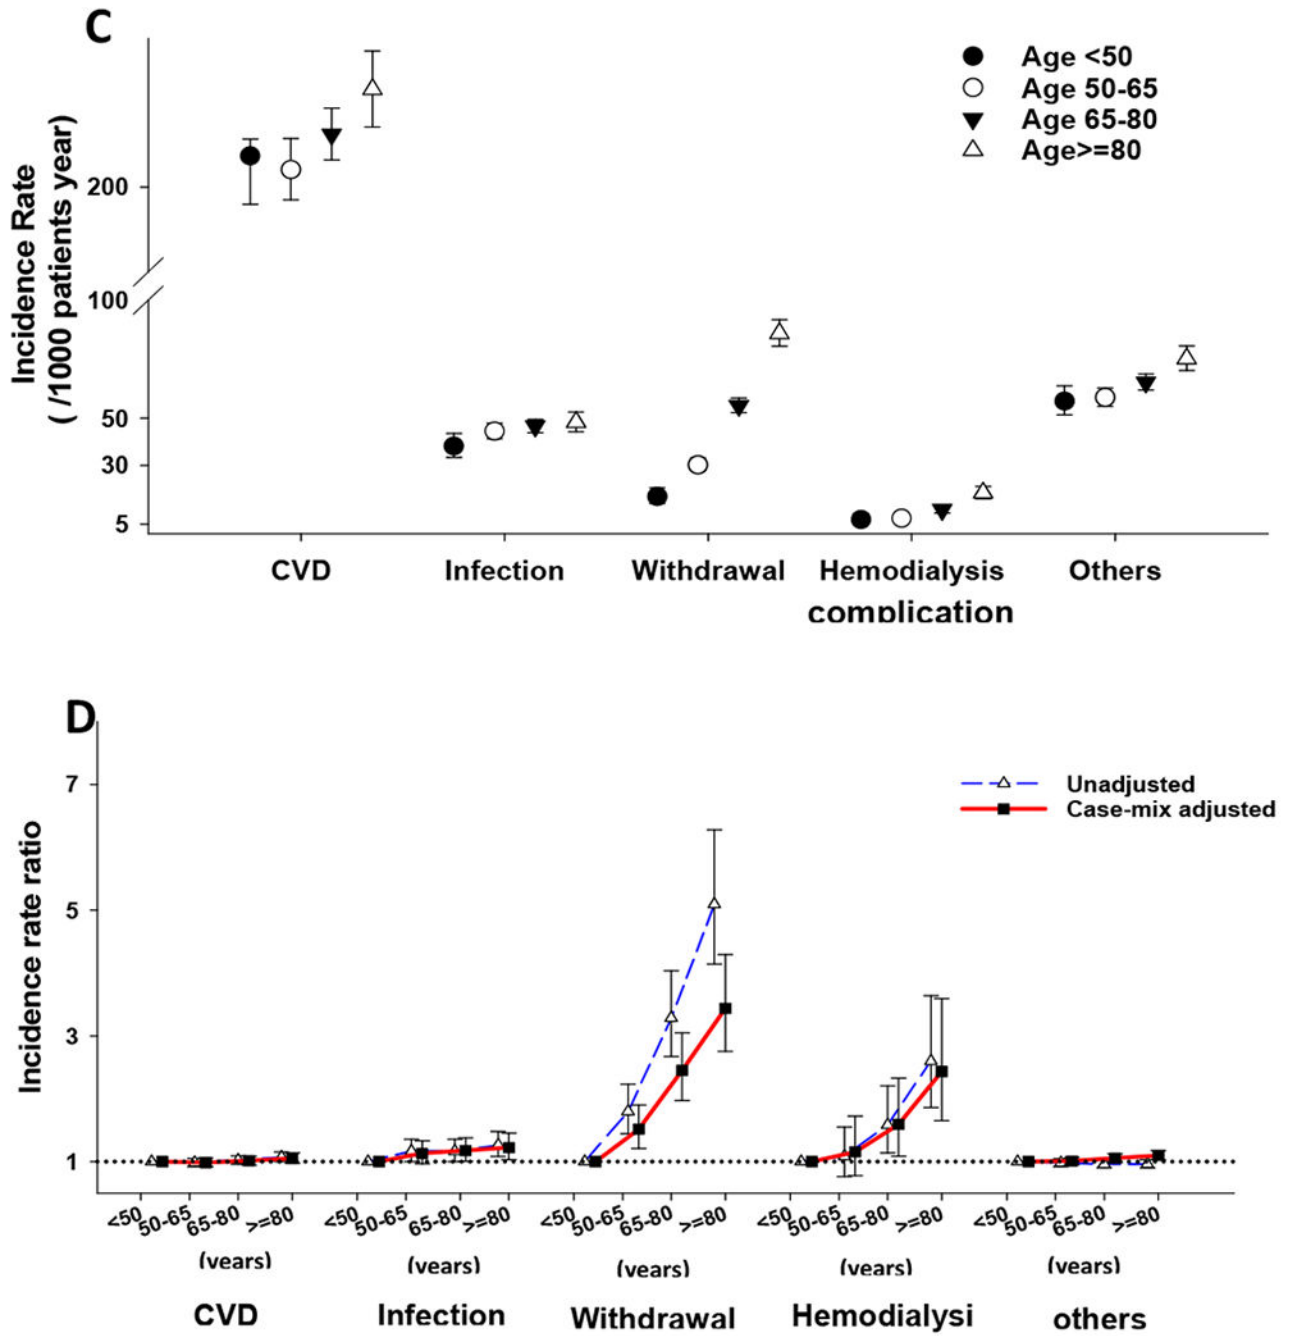 C
Age <50
Age 50-65
Age 65-80
Age>=80
Incidence Rate
( /1000 patients year)
200
100
50
30
5
CVD Infection Withdrawal Hemodialysis Others
complication
D
Unadjusted
Case-mix adjusted
Incidence rate ratio
7
5
3
1
<50 50-65 65-80 >=80 <50 50-65 65-80 >=80 <50 50-65 65-80 >=80 <50 50-65 65-80 >=80 <50 50-65 65-80 >=80
(years) (years) (years) (years) (years)
CVD Infection Withdrawal Hemodialysi others